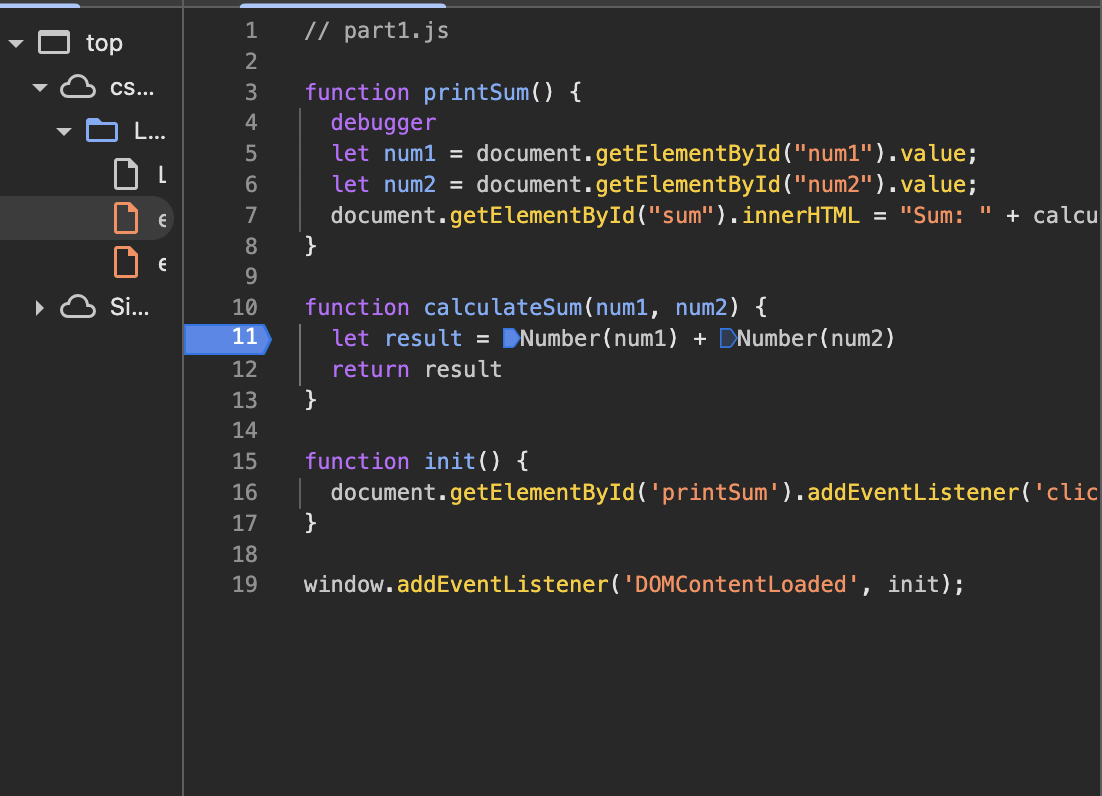 top
cs...
L...
L
e
e
Si...
1 // part1.js
2
3 function printSum() {
4 debugger
5 let num1 = document.getElementById("num1").value;
6 let num2 = document.getElementById("num2").value;
7 document.getElementById("sum").innerHTML = "Sum: " + calcu
8 }
9
10 function calculateSum(num1, num2) {
11 let result = Number(num1) + Number(num2)
12 return result
13 }
14
15 function init() {
16 document.getElementById('printSum').addEventListener('clic
17 }
18
19 window.addEventListener('DOMContentLoaded', init);